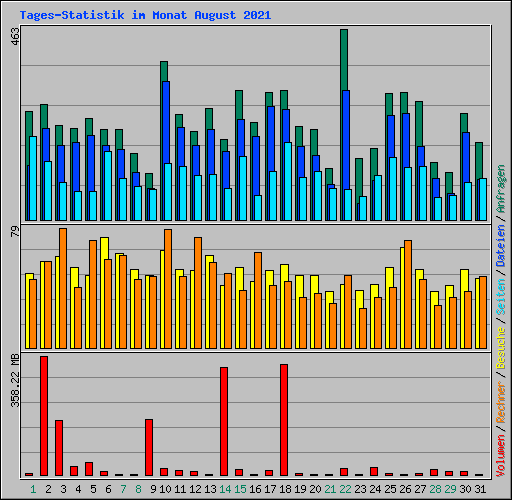 Tages-Statistik im Monat August 2021
463
79
358.22 MB
Volumen / Rechner / Besuche / Seiten / Dateien / Anfragen
1 2 3 4 5 6 7 8 9 10 11 12 13 14 15 16 17 18 19 20 21 22 23 24 25 26 27 28 29 30 31